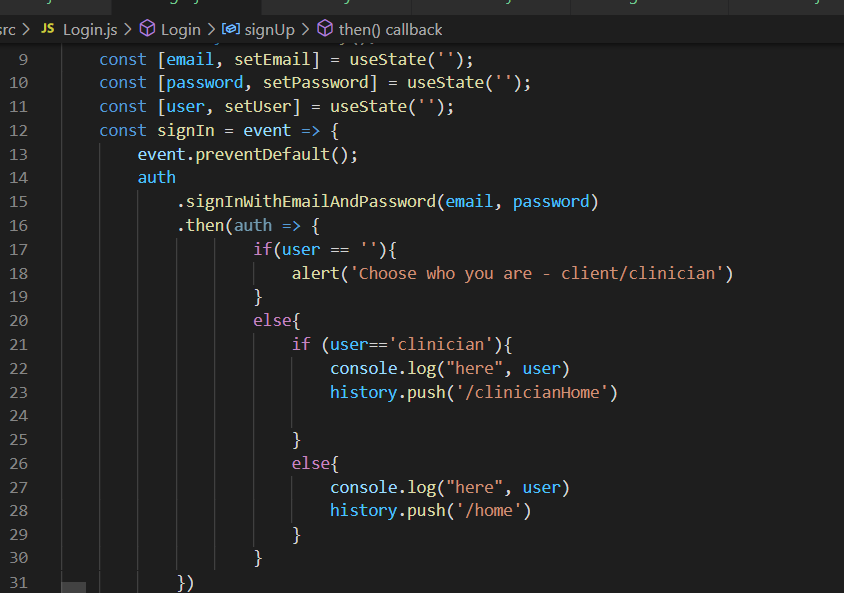 src > JS Login.js > Login > signUp > then() callback
9 const [email, setEmail] = useState('');
10 const [password, setPassword] = useState('');
11 const [user, setUser] = useState('');
12 const signIn = event => {
13 event.preventDefault();
14 auth
15 .signInWithEmailAndPassword(email, password)
16 .then(auth => {
17 if(user == ''){
18 alert('Choose who you are - client/clinician')
19 }
20 else{
21 if (user=='clinician'){
22 console.log("here", user)
23 history.push('/clinicianHome')
24
25 }
26 else{
27 console.log("here", user)
28 history.push('/home')
29 }
30 }
31 })